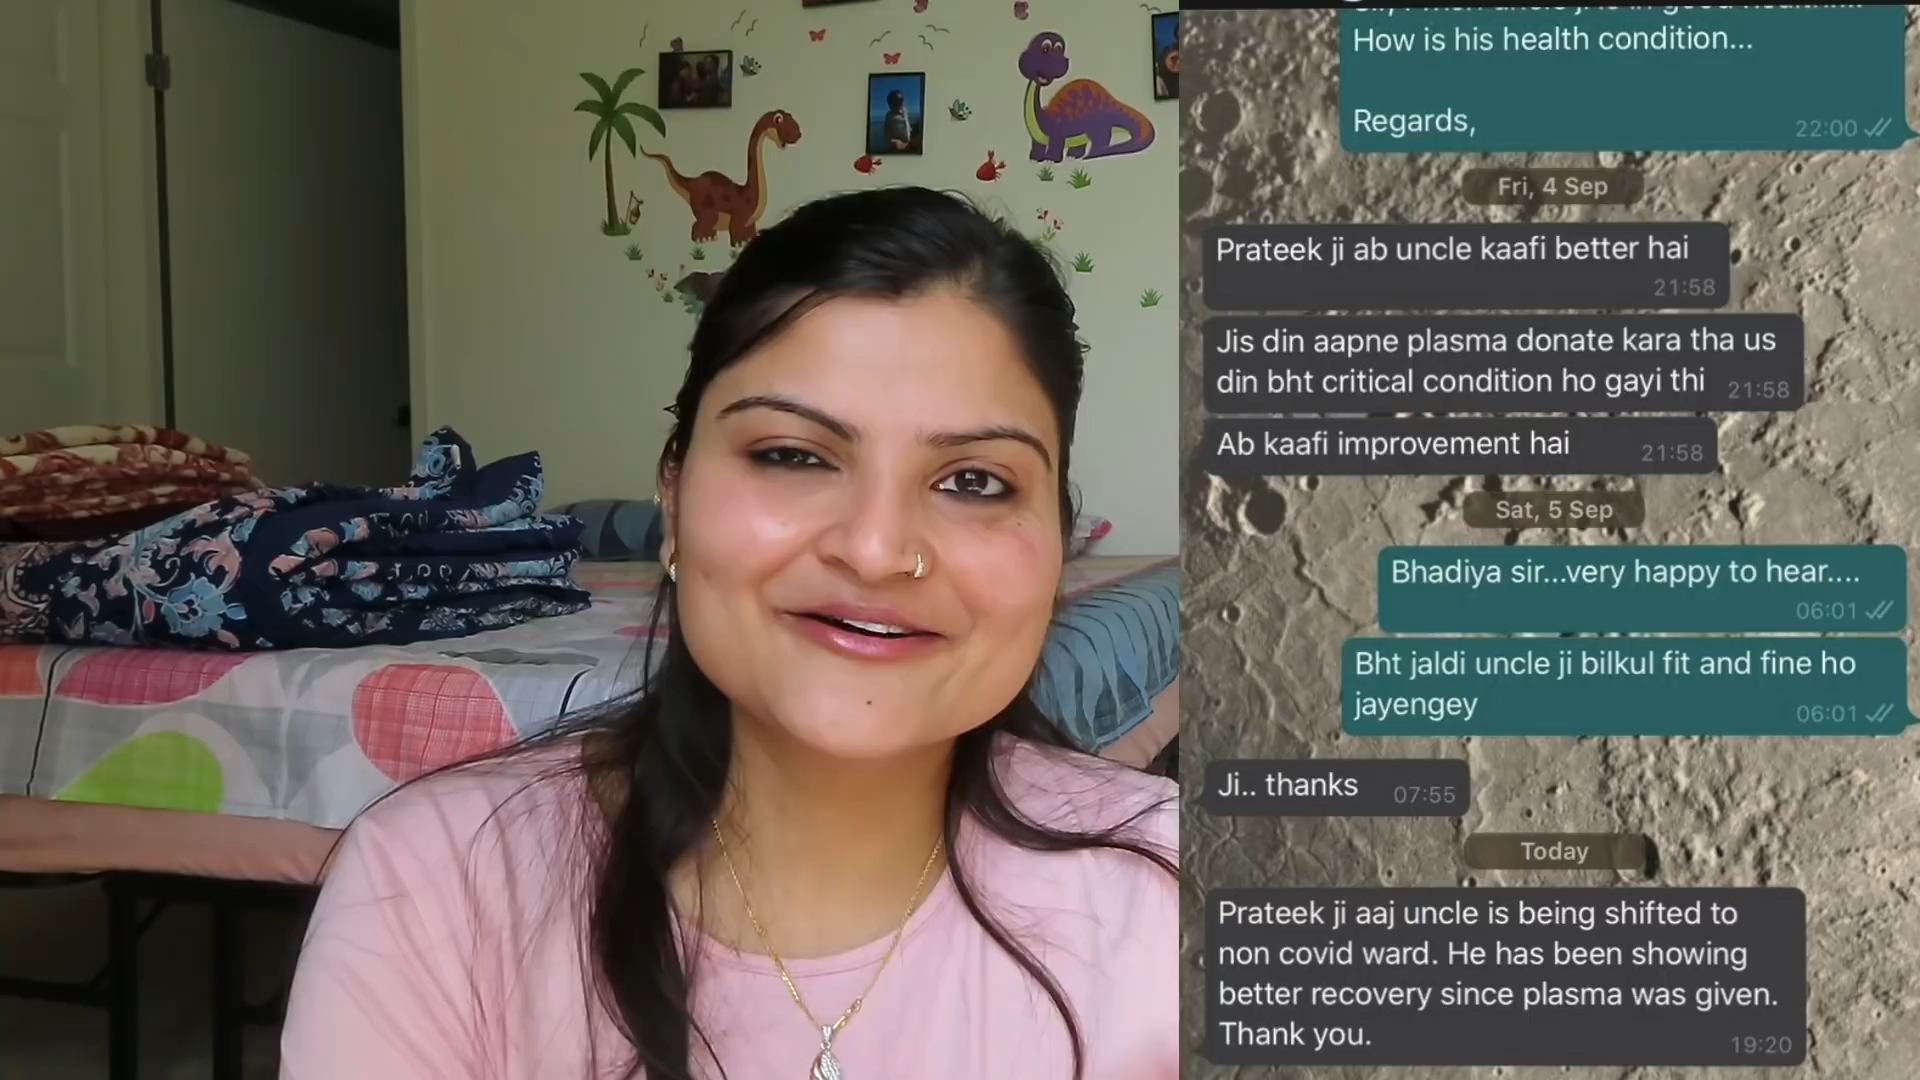 How is his health condition...
Regards,
22:00
Fri, 4 Sep
Prateek ji ab uncle kaafi better hai
21:58
Jis din aapne plasma donate kara tha us
din bht critical condition ho gayi thi 21:58
Ab kaafi improvement hai 21:58
Sat, 5 Sep
Bhadiya sir...very happy to hear....
06:01
Bht jaldi uncle ji bilkul fit and fine ho
jayengey 06:01
Ji.. thanks 07:55
Today
Prateek ji aaj uncle is being shifted to
non covid ward. He has been showing
better recovery since plasma was given.
Thank you. 19:20